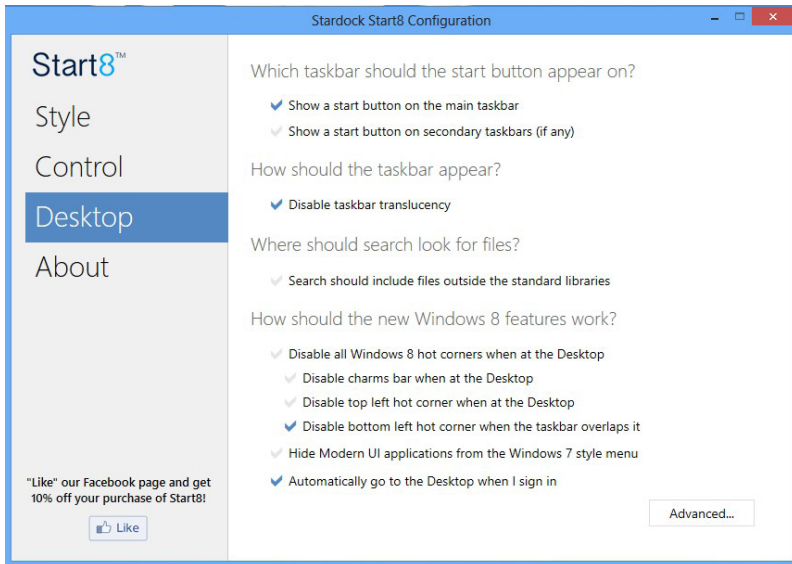 Stardock Start8 Configuration
Start8™
Style
Control
Desktop
About
"Like" our Facebook page and get
10% off your purchase of Start8!
Like
Which taskbar should the start button appear on?
Show a start button on the main taskbar
Show a start button on secondary taskbars (if any)
How should the taskbar appear?
Disable taskbar translucency
Where should search look for files?
Search should include files outside the standard libraries
How should the new Windows 8 features work?
Disable all Windows 8 hot corners when at the Desktop
Disable charms bar when at the Desktop
Disable top left hot corner when at the Desktop
Disable bottom left hot corner when the taskbar overlaps it
Hide Modern UI applications from the Windows 7 style menu
Automatically go to the Desktop when I sign in
Advanced...